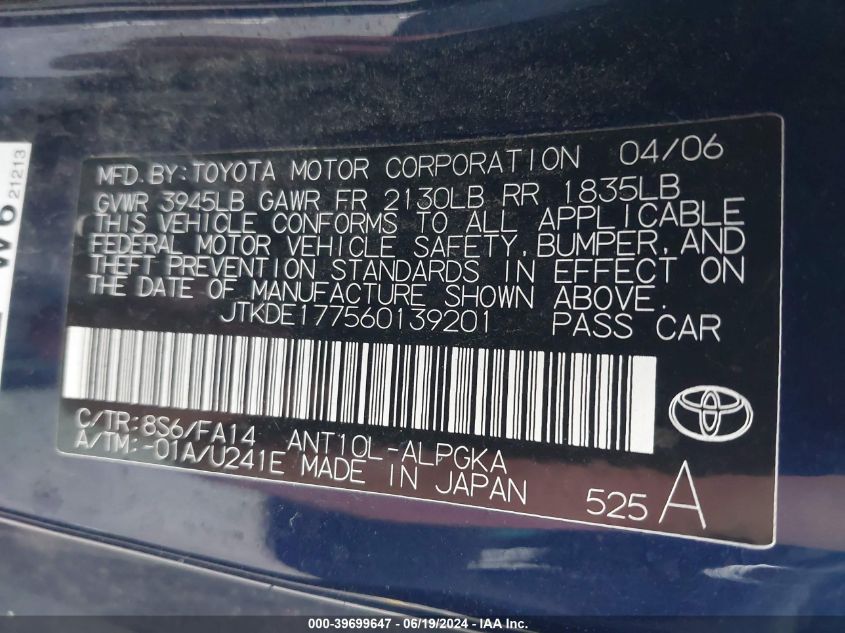 MFD.BY:TOYOTA MOTOR CORPORATION 04/06
GVWR 3945LB GAWR FR 2130LB RR 1835LB
THIS VEHICLE CONFORMS TO ALL APPLICABLE
FEDERAL MOTOR VEHICLE SAFETY, BUMPER, AND
THEFT PREVENTION STANDARDS IN EFFECT ON
THE DATE OF MANUFACTURE SHOWN ABOVE.
JTKDE177560139201 PASS CAR
C/TR:8S6/FA14 ANT10L-ALPGKA
A/TM:-01A/U241E MADE IN JAPAN
525 A
W6 21213
000-39699647 - 06/19/2024 - IAA Inc.